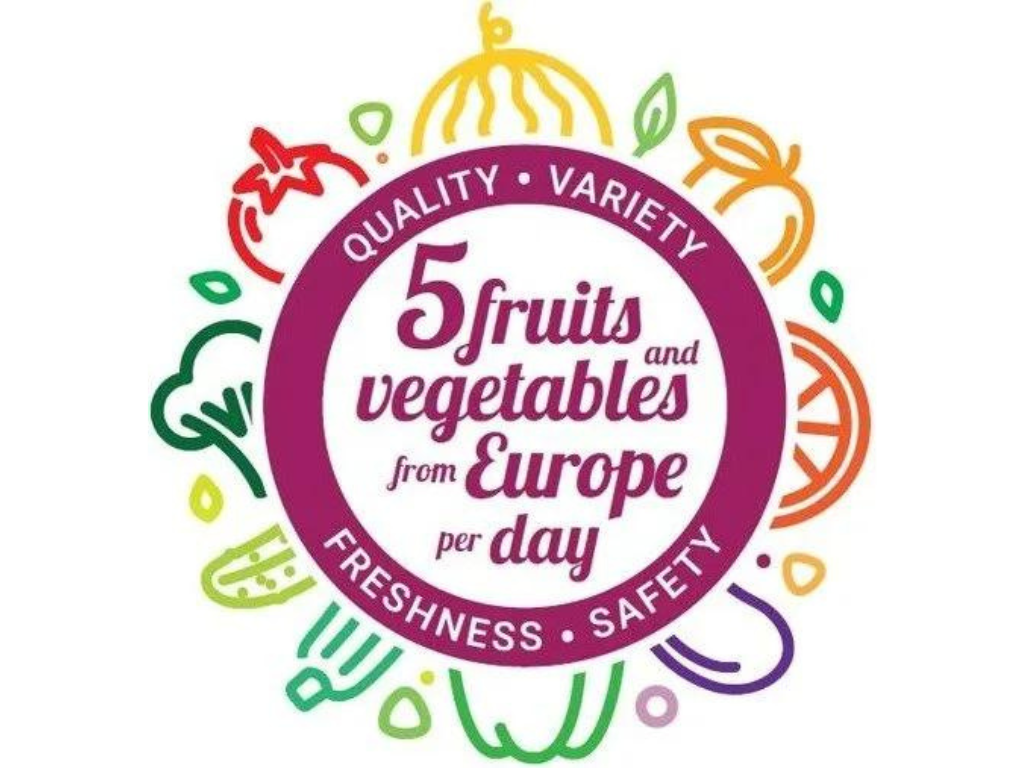 QUALITY • VARIETY
5 fruits
and
vegetables
from Europe
per day
FRESHNESS • SAFETY